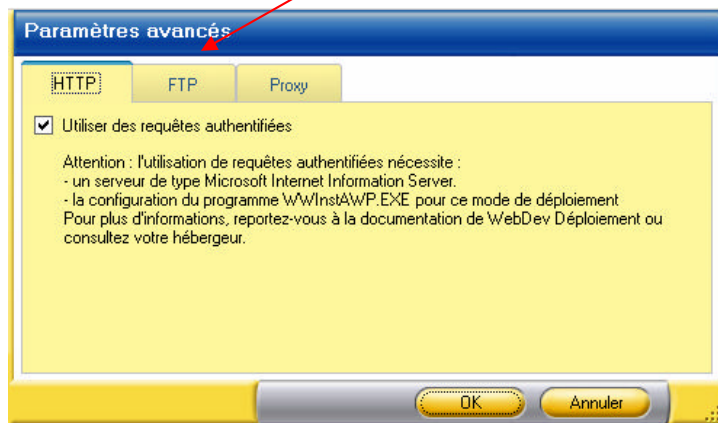 Paramètres avancés
HTTP FTP Proxy
Utiliser des requêtes authentifiées
Attention : l'utilisation de requêtes authentifiées nécessite :
- un serveur de type Microsoft Internet Information Server.
- la configuration du programme WWInstAWP.EXE pour ce mode de déploiement
Pour plus d'informations, reportez-vous à la documentation de WebDev Déploiement ou
consultez votre hébergeur.
OK Annuler